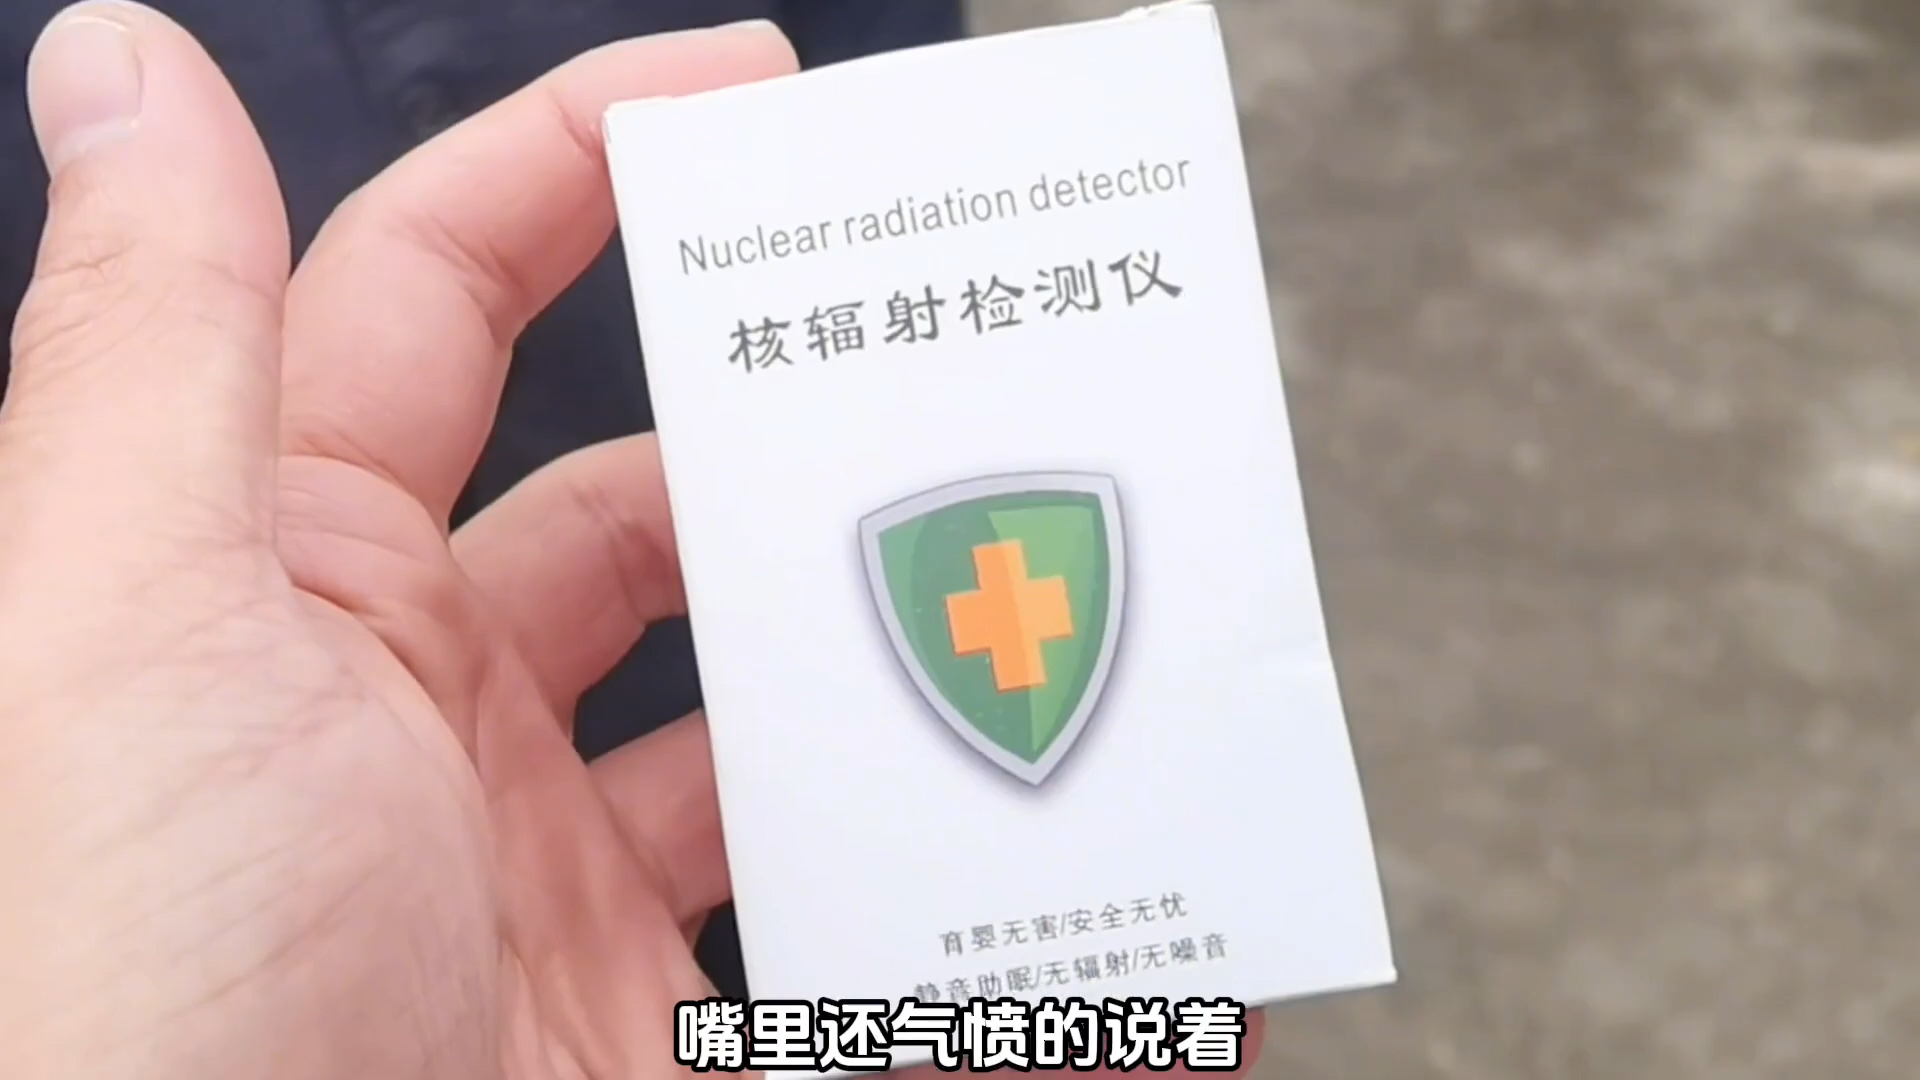 Nuclear radiation detector
核辐射检测仪
育婴无害/安全无忧
静音助眠/无辐射/无噪音
嘴里还气愤的说着